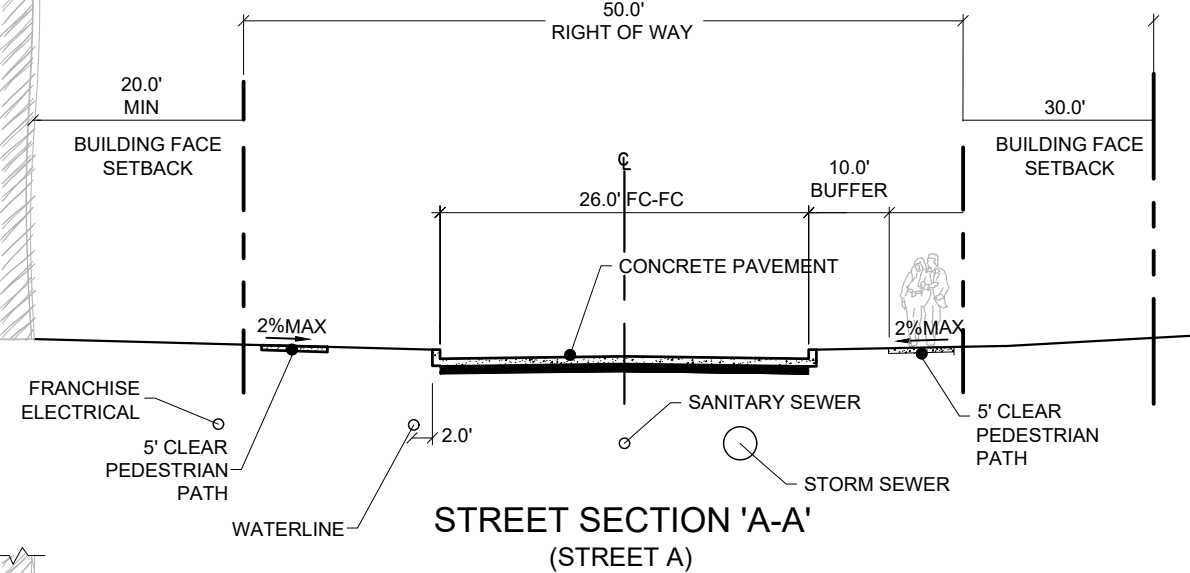 50.0'
RIGHT OF WAY
20.0'
MIN
BUILDING FACE
SETBACK
30.0'
BUILDING FACE
SETBACK
℄
10.0'
BUFFER
26.0' FC-FC
CONCRETE PAVEMENT
2%MAX
2%MAX
FRANCHISE
ELECTRICAL
5' CLEAR
PEDESTRIAN
PATH
2.0'
WATERLINE
SANITARY SEWER
STORM SEWER
5' CLEAR
PEDESTRIAN
PATH
STREET SECTION 'A-A'
(STREET A)